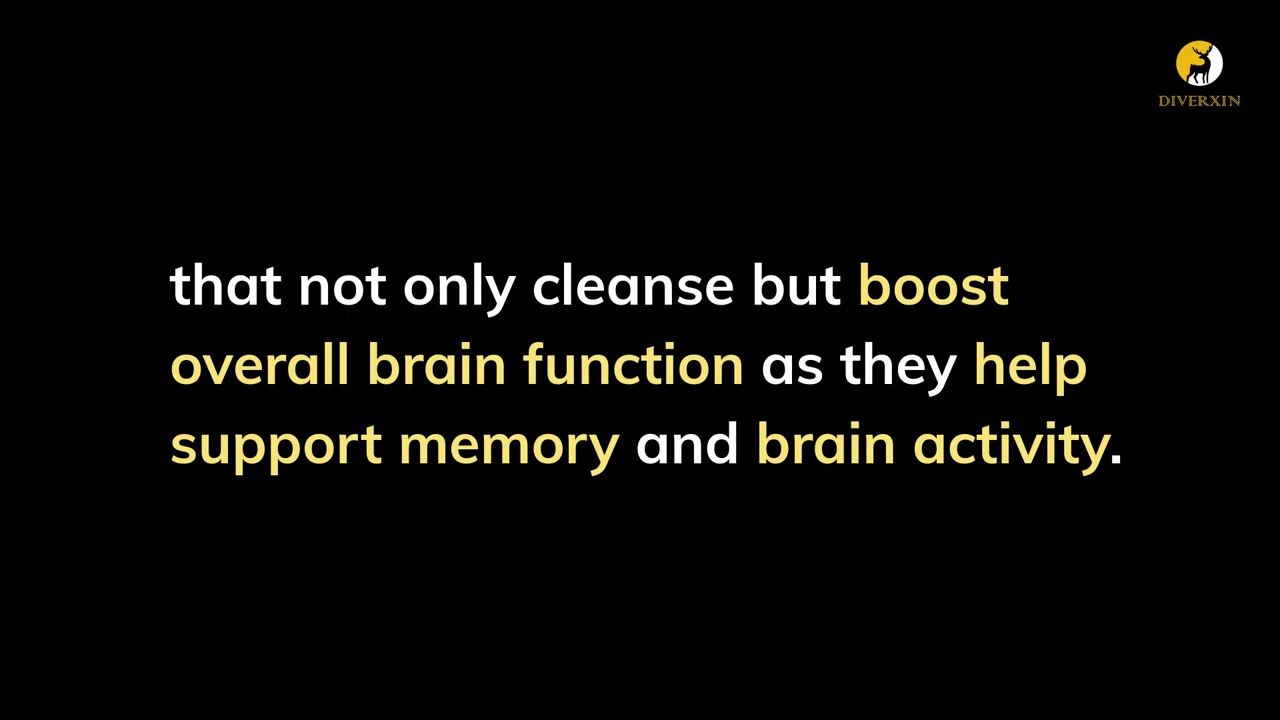 DIVERXIN
that not only cleanse but boost
overall brain function as they help
support memory and brain activity.